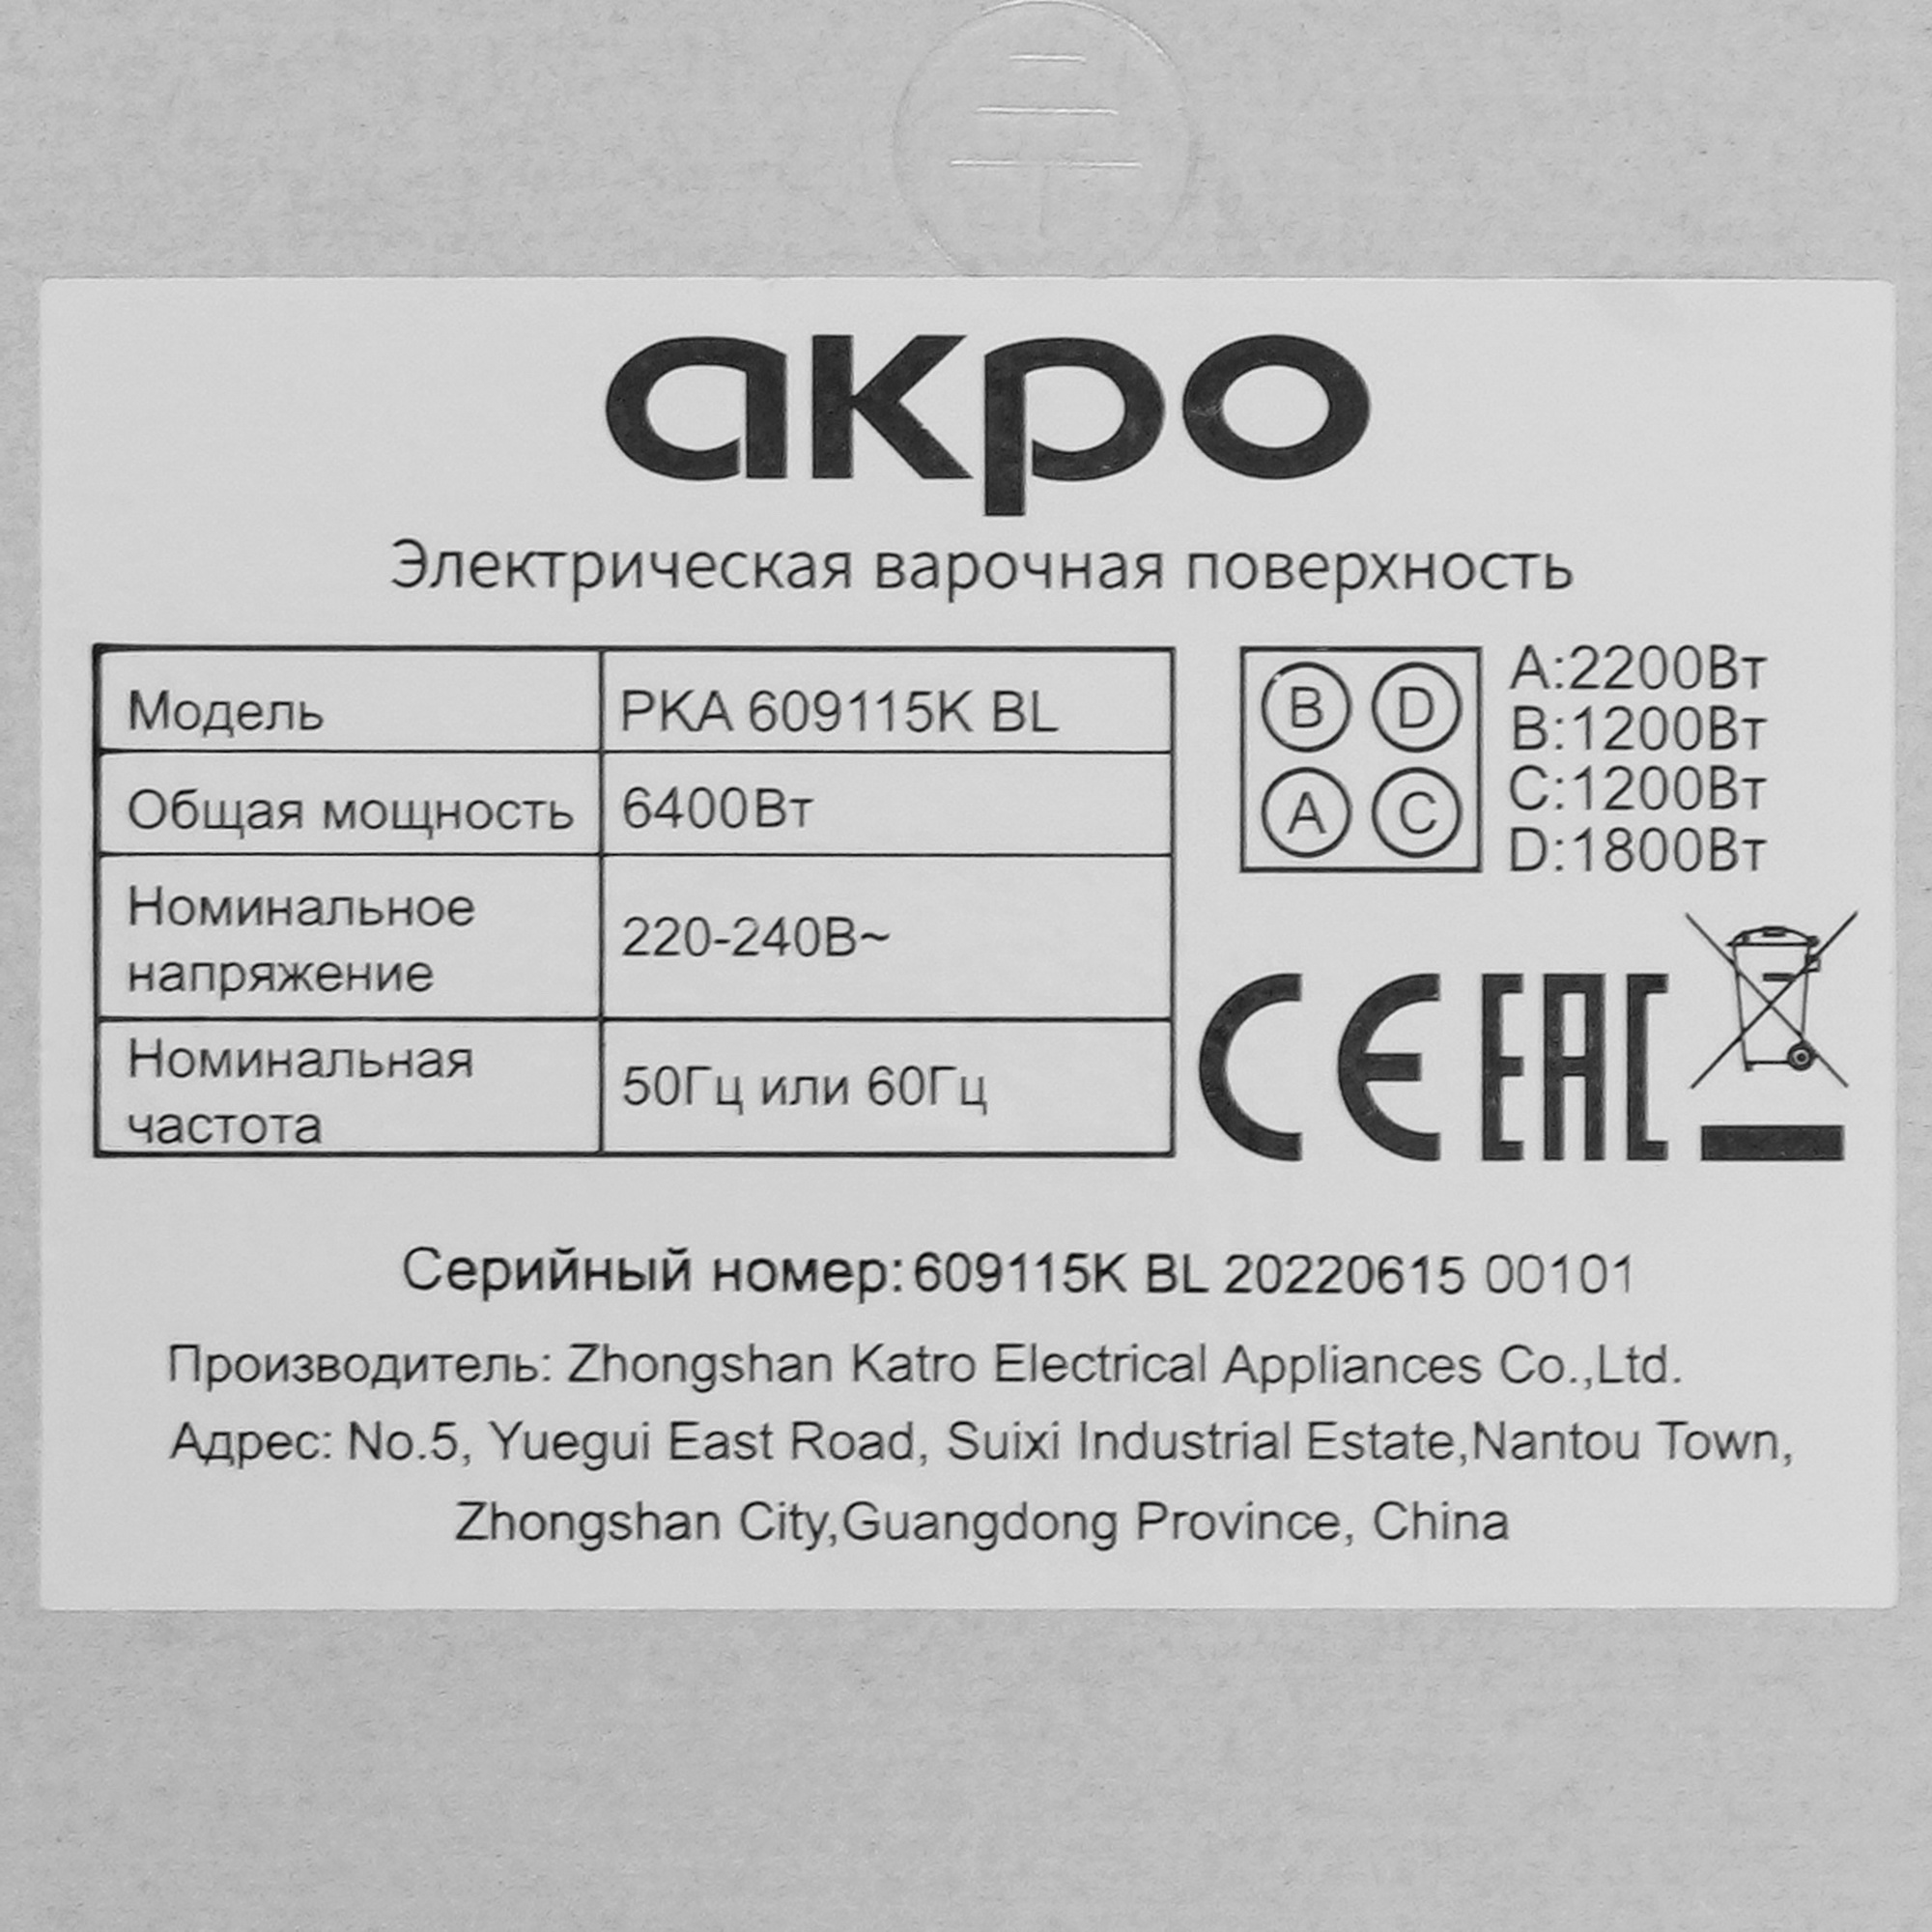 акро
Электрическая варочная поверхность
Модель PKA 609115K BL
Общая мощность 6400Вт
Номинальное
напряжение
220-240В~
Номинальная
частота
50Гц или 60Гц
B D
A C
A:2200Вт
B:1200Вт
C:1200Вт
D:1800Вт
CE EAC
Серийный номер: 609115K BL 20220615 00101
Производитель: Zhongshan Katro Electrical Appliances Co.,Ltd.
Адрес: No.5, Yuegui East Road, Suixi Industrial Estate,Nantou Town,
Zhongshan City,Guangdong Province, China